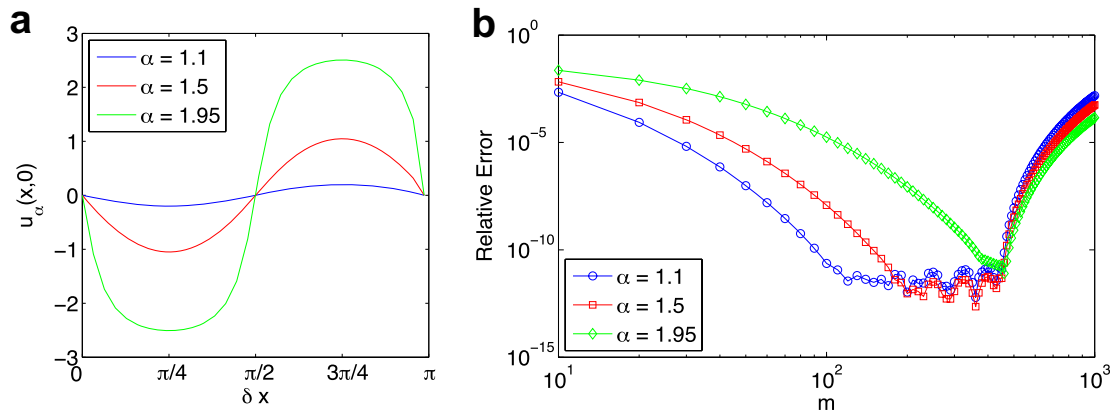 a
3
2
1
0
−1
−2
−3
u_α(x,0)
α = 1.1
α = 1.5
α = 1.95
0
π/4
π/2
3π/4
π
δ x
b
10^0
10^−5
10^−10
10^−15
Relative Error
α = 1.1
α = 1.5
α = 1.95
10^1
10^2
10^3
m